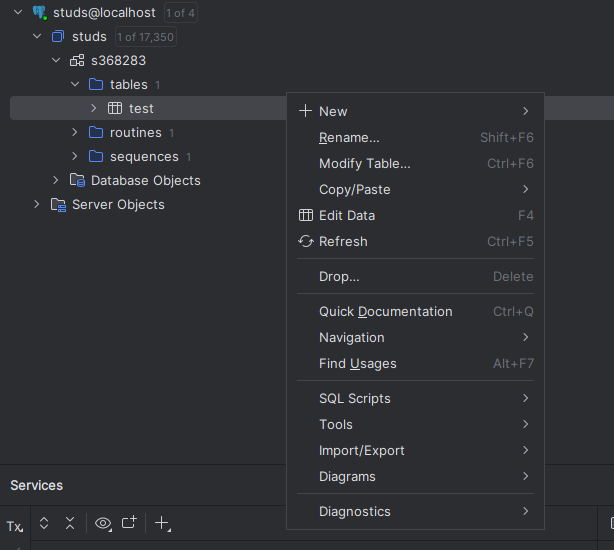 studs@localhost 1 of 4
studs 1 of 17,350
s368283
tables 1
test
routines 1
sequences 1
Database Objects
Server Objects
New
Rename... Shift+F6
Modify Table... Ctrl+F6
Copy/Paste
Edit Data F4
Refresh Ctrl+F5
Drop... Delete
Quick Documentation Ctrl+Q
Navigation
Find Usages Alt+F7
SQL Scripts
Tools
Import/Export
Diagrams
Diagnostics
Services
Tx